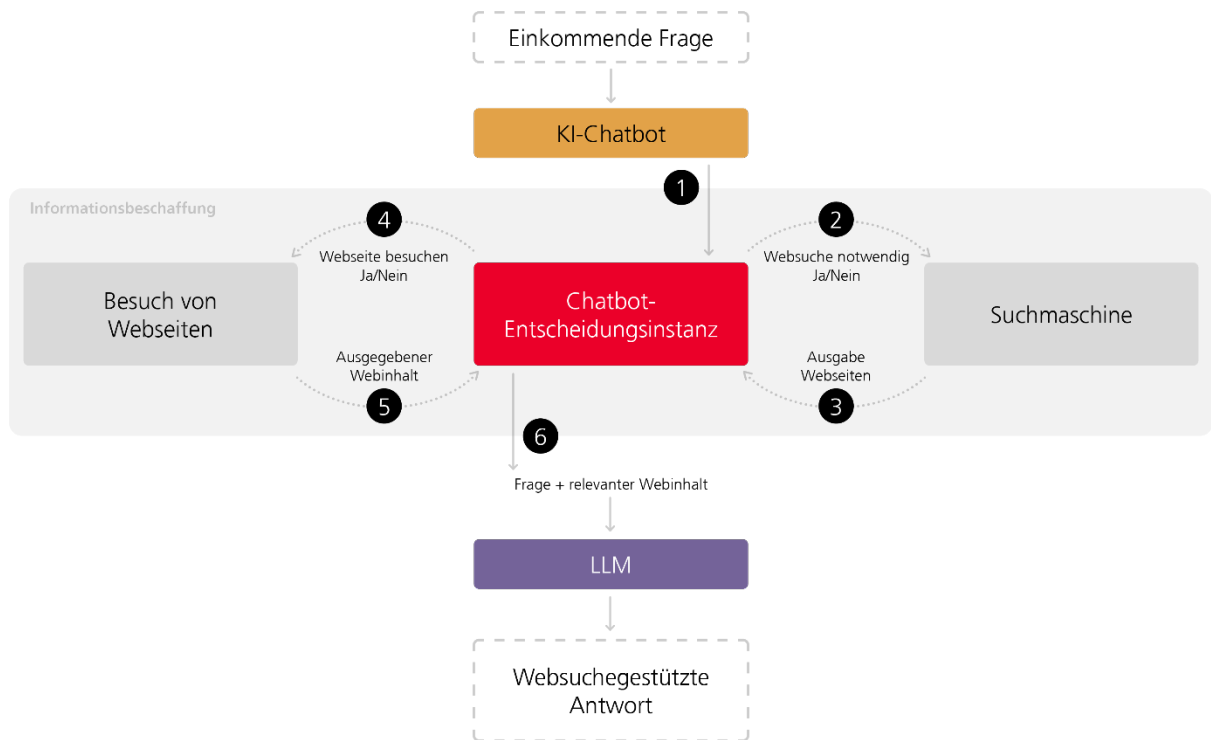 Einkommende Frage
KI-Chatbot
1
Informationsbeschaffung
4
2
Webseite besuchen
Ja/Nein
Websuche notwendig
Ja/Nein
Besuch von
Webseiten
Chatbot-
Entscheidungsinstanz
Suchmaschine
Ausgegebener
Webinhalt
Ausgabe
Webseiten
5
3
6
Frage + relevanter Webinhalt
LLM
Websuchegestützte
Antwort